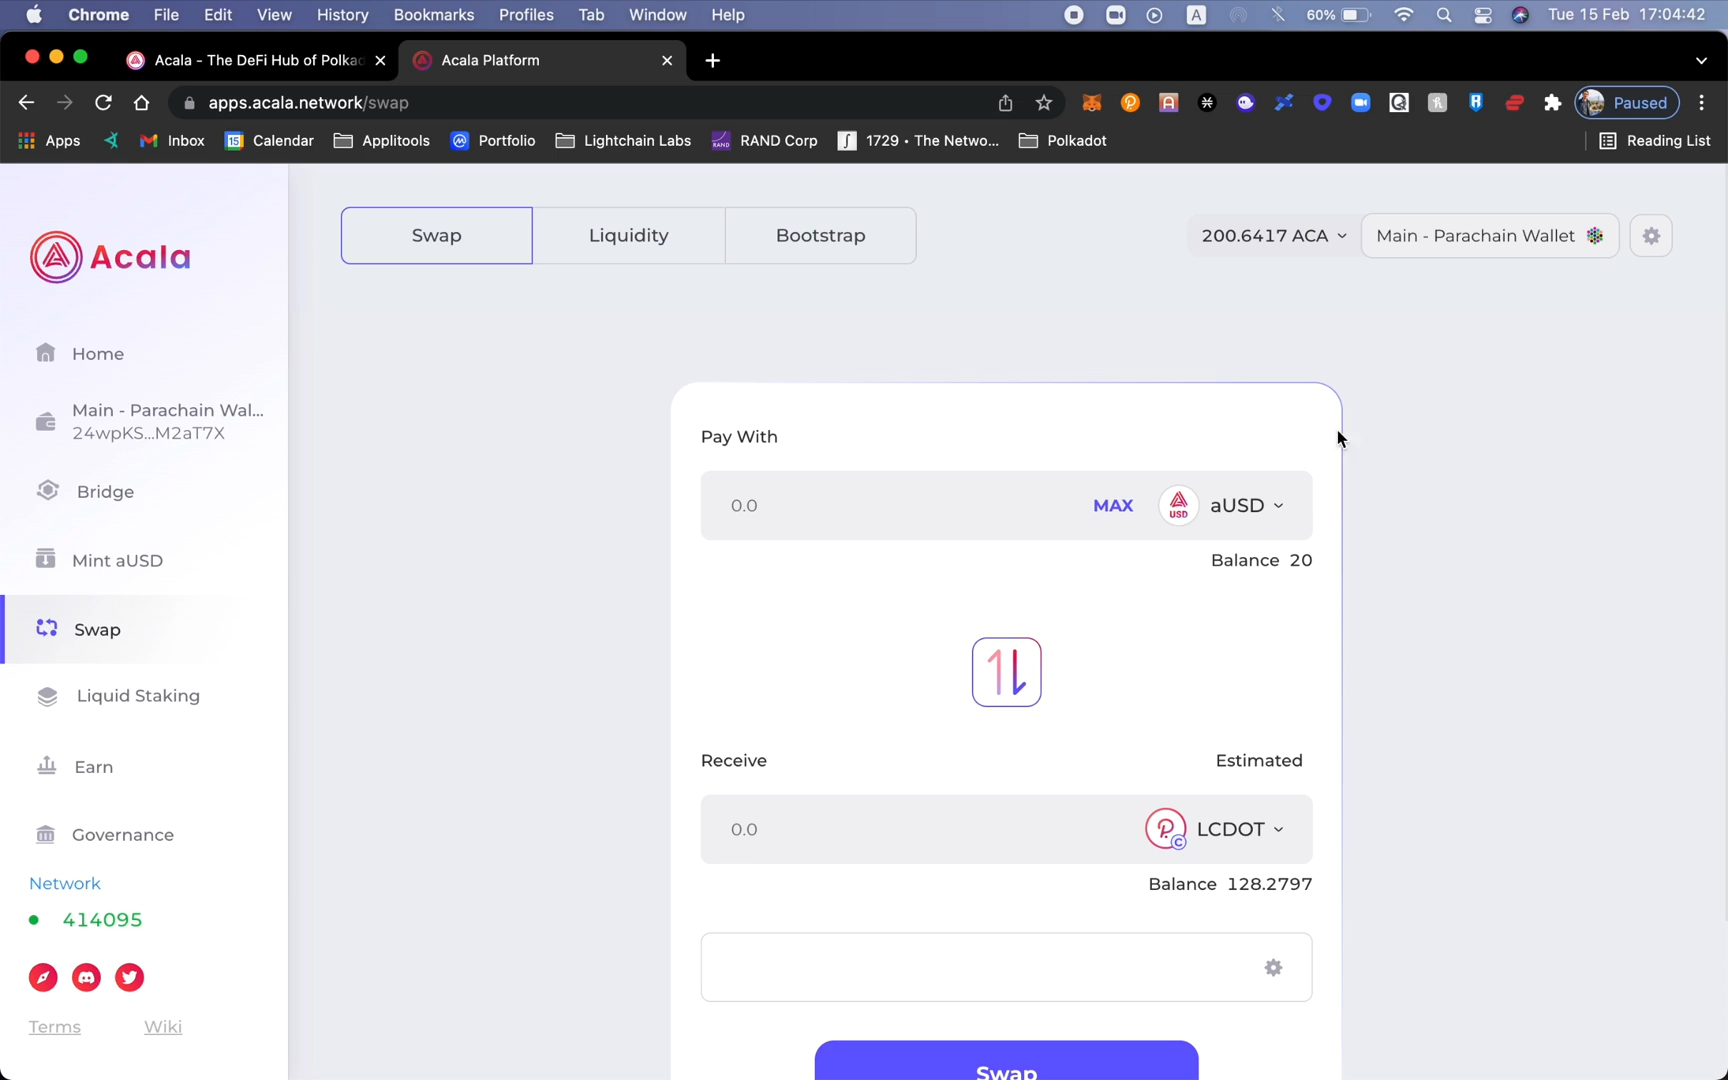 Chrome File Edit View History Bookmarks Profiles Tab Window Help A 60% Tue 15 Feb 17:04:42
Acala - The DeFi Hub of Polka Acala Platform
apps.acala.network/swap Paused
Apps Inbox 15 Calendar Applitools Portfolio Lightchain Labs RAND RAND Corp 1729 • The Netwo... Polkadot Reading List
Acala
Swap Liquidity Bootstrap 200.6417 ACA Main - Parachain Wallet
Home
Main - Parachain Wal...
24wpKS...M2aT7X
Bridge
Mint aUSD
Swap
Liquid Staking
Earn
Governance
Network
414095
Terms Wiki
Pay With
0.0 MAX USD aUSD
Balance 20
Receive Estimated
0.0 LCDOT
Balance 128.2797
Swap